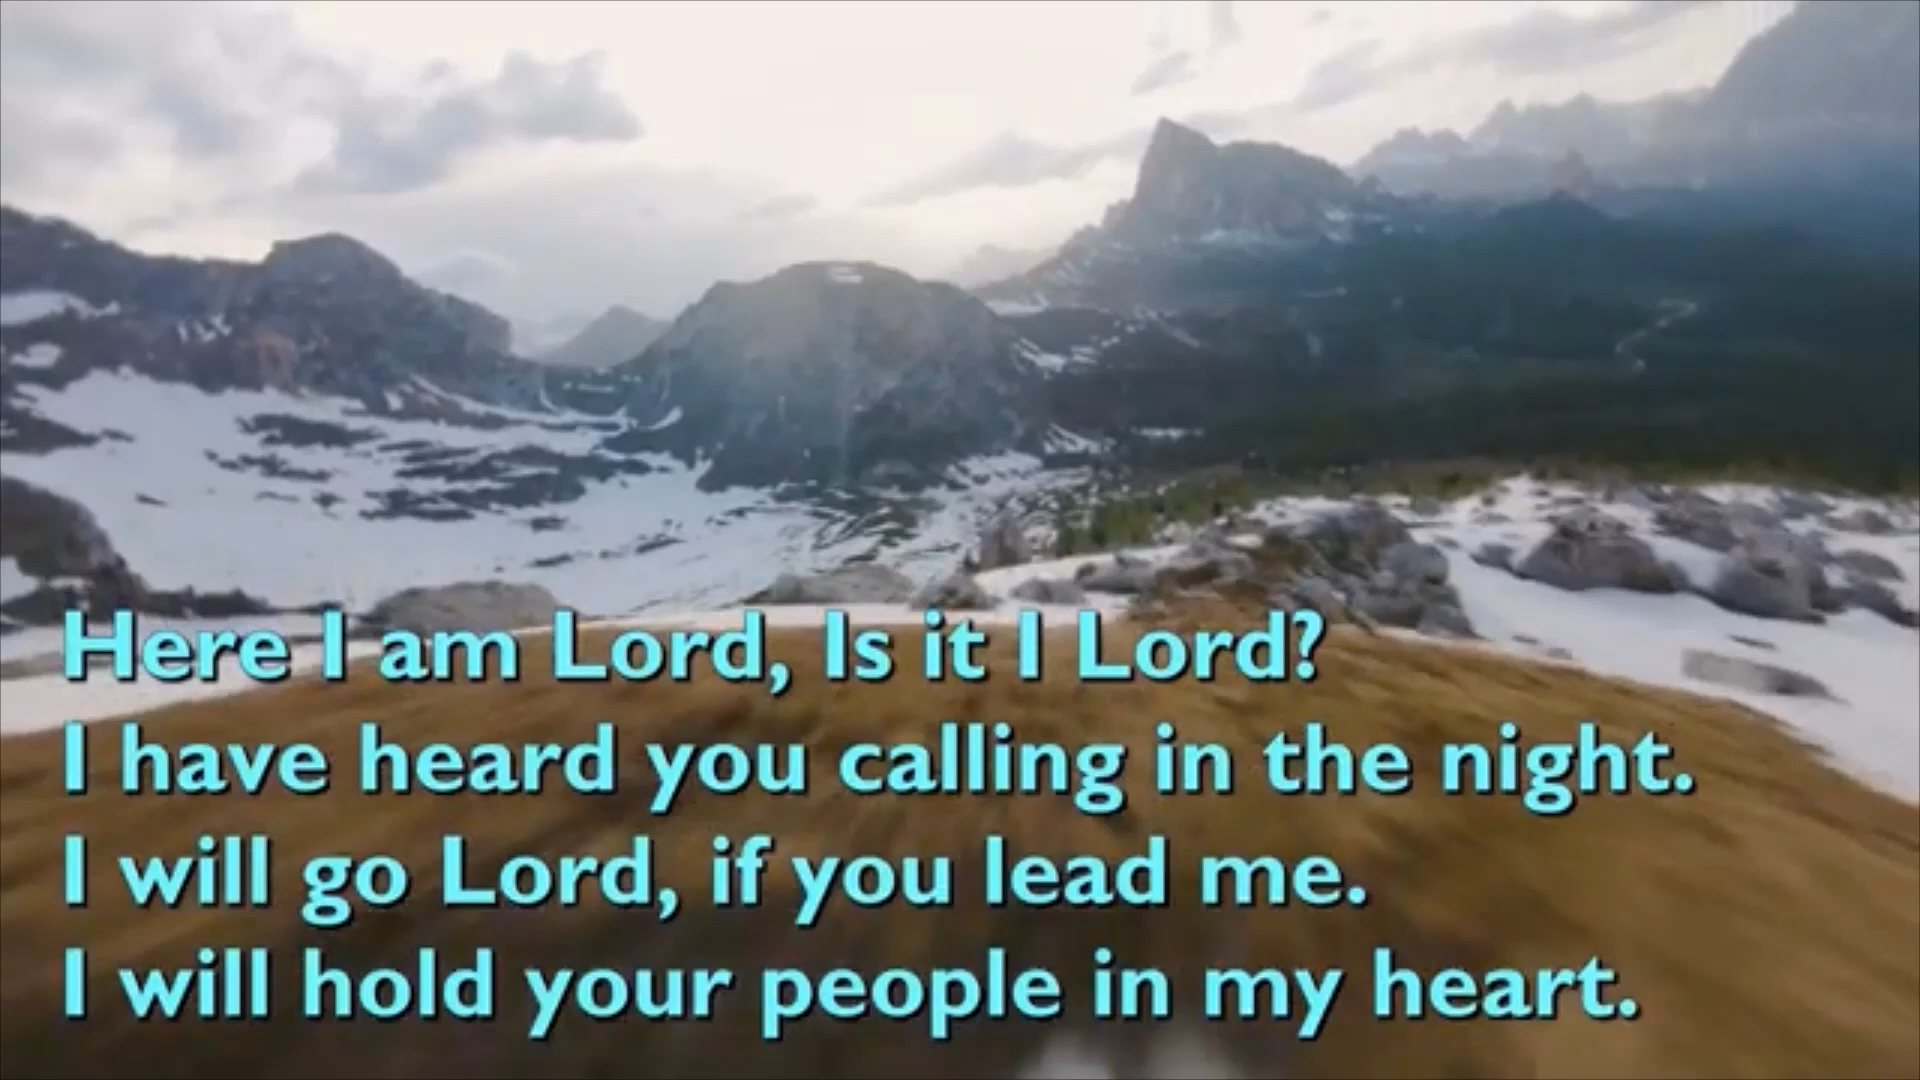 Here I am Lord, Is it I Lord?
I have heard you calling in the night.
I will go Lord, if you lead me.
I will hold your people in my heart.